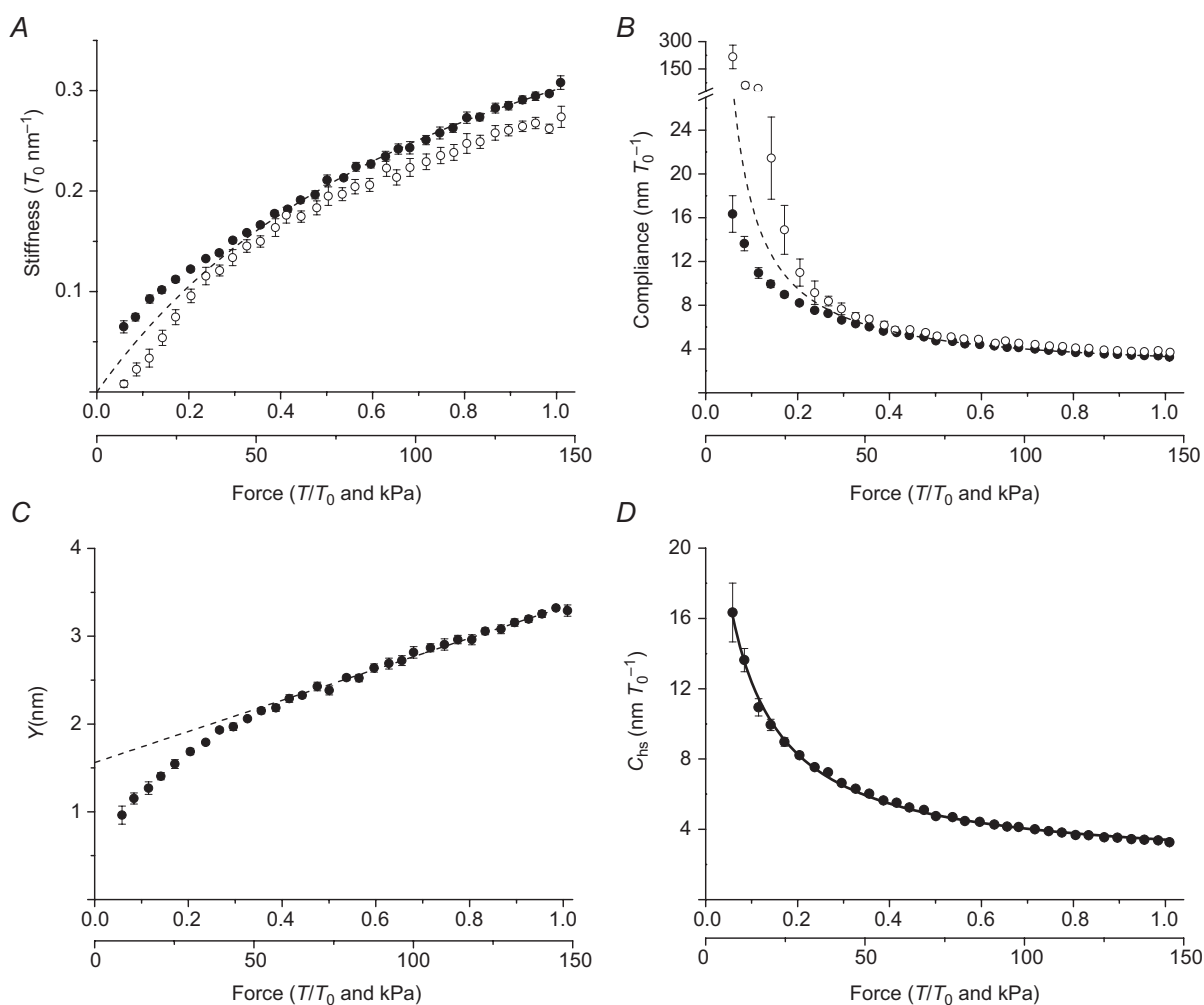 A
Stiffness (T₀ nm⁻¹)
0.3
0.2
0.1
0.0 0.2 0.4 0.6 0.8 1.0
0 50 100 150
Force (T/T₀ and kPa)
B
Compliance (nm T₀⁻¹)
300
150
24
20
16
12
8
4
0.0 0.2 0.4 0.6 0.8 1.0
0 50 100 150
Force (T/T₀ and kPa)
C
Y(nm)
4
3
2
1
0.0 0.2 0.4 0.6 0.8 1.0
0 50 100 150
Force (T/T₀ and kPa)
D
C_hs (nm T₀⁻¹)
20
16
12
8
4
0.0 0.2 0.4 0.6 0.8 1.0
0 50 100 150
Force (T/T₀ and kPa)